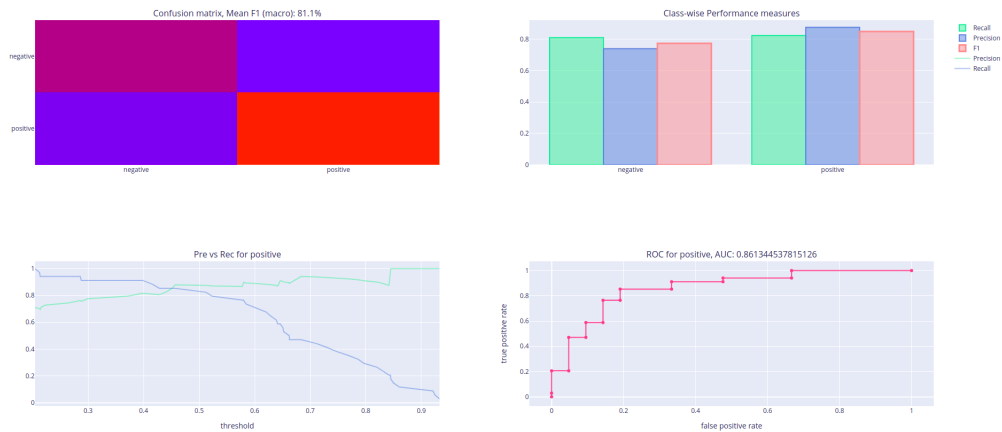 Confusion matrix, Mean F1 (macro): 81.1%
negative
positive
negative
positive
Class-wise Performance measures
0.8
0.6
0.4
0.2
0
negative
positive
Recall
Precision
F1
Precision
Recall
Pre vs Rec for positive
1
0.8
0.6
0.4
0.2
0
0.3
0.4
0.5
0.6
0.7
0.8
0.9
threshold
ROC for positive, AUC: 0.861344537815126
true positive rate
1
0.8
0.6
0.4
0.2
0
0
0.2
0.4
0.6
0.8
1
false positive rate